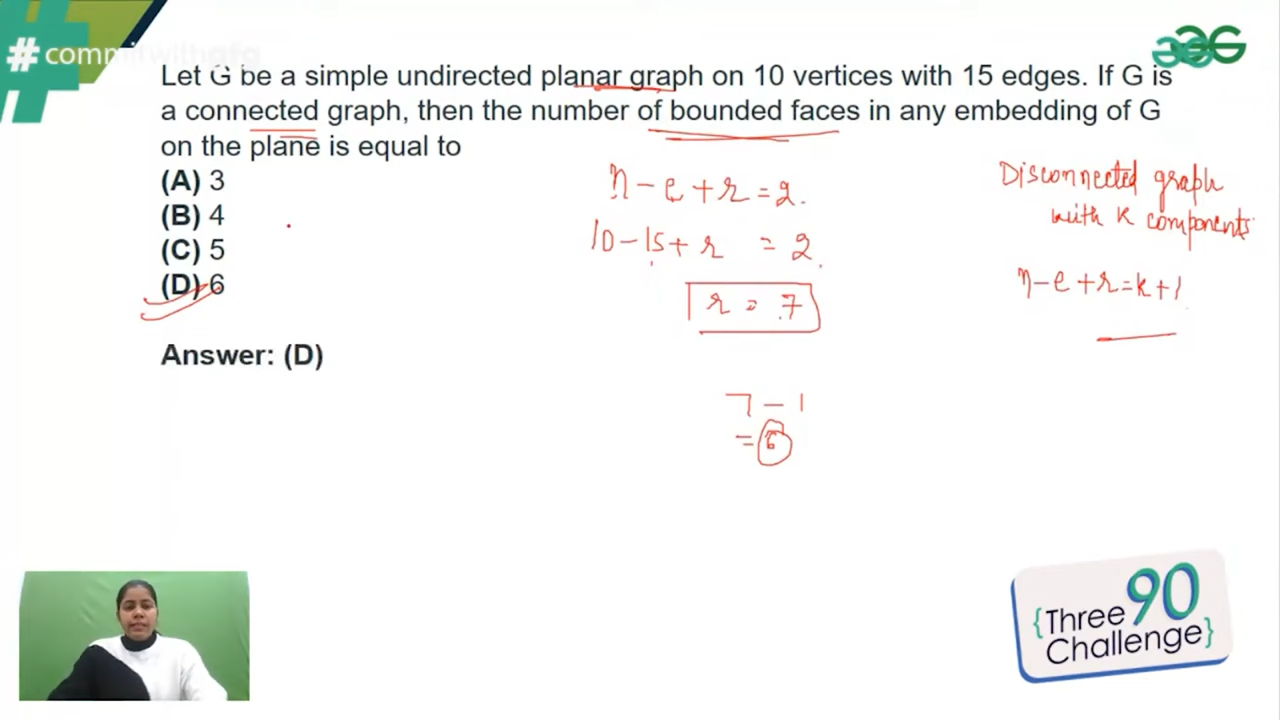 #commitwithgfg
Let G be a simple undirected planar graph on 10 vertices with 15 edges. If G is
a connected graph, then the number of bounded faces in any embedding of G
on the plane is equal to
(A) 3
(B) 4
(C) 5
(D) 6
Answer: (D)
n - e + r = 2.
10 - 15 + r = 2.
r = 7
7 - 1
= 6
Disconnected graph
with k components
n - e + r = k + 1
{Three 90
Challenge}